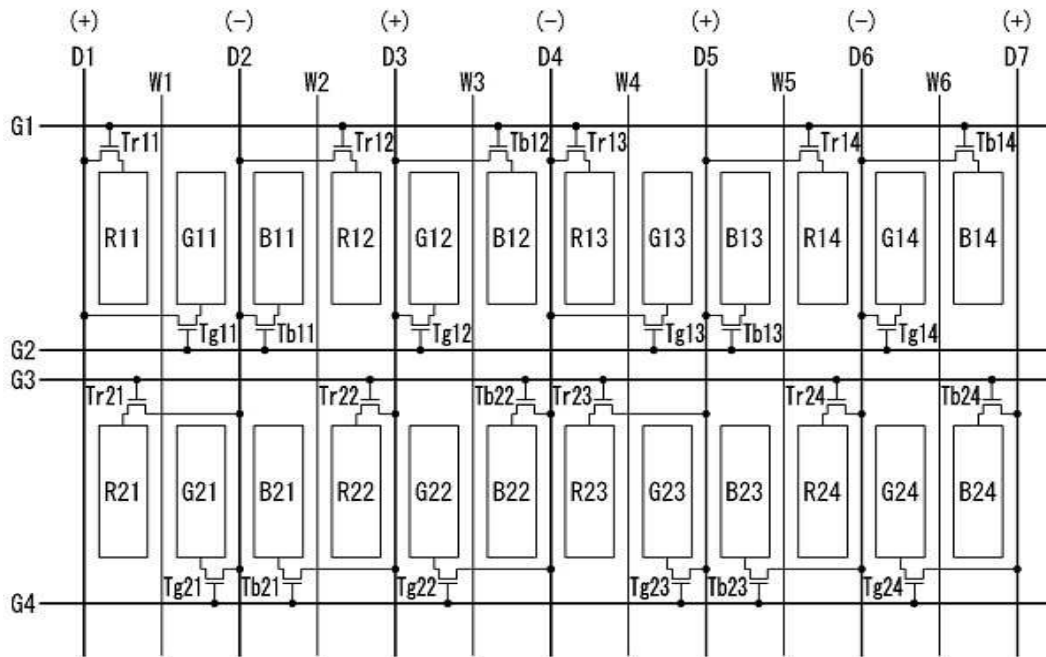 (+) (−) (+) (−) (+) (−) (+)
D1 D2 D3 D4 D5 D6 D7
W1 W2 W3 W4 W5 W6
G1
Tr11 Tr12 Tb12 Tr13 Tr14 Tb14
R11 G11 B11 R12 G12 B12 R13 G13 B13 R14 G14 B14
Tg11 Tb11 Tg12 Tg13 Tb13 Tg14
G2
G3
Tr21 Tr22 Tb22 Tr23 Tr24 Tb24
R21 G21 B21 R22 G22 B22 R23 G23 B23 R24 G24 B24
Tg21 Tb21 Tg22 Tg23 Tb23 Tg24
G4